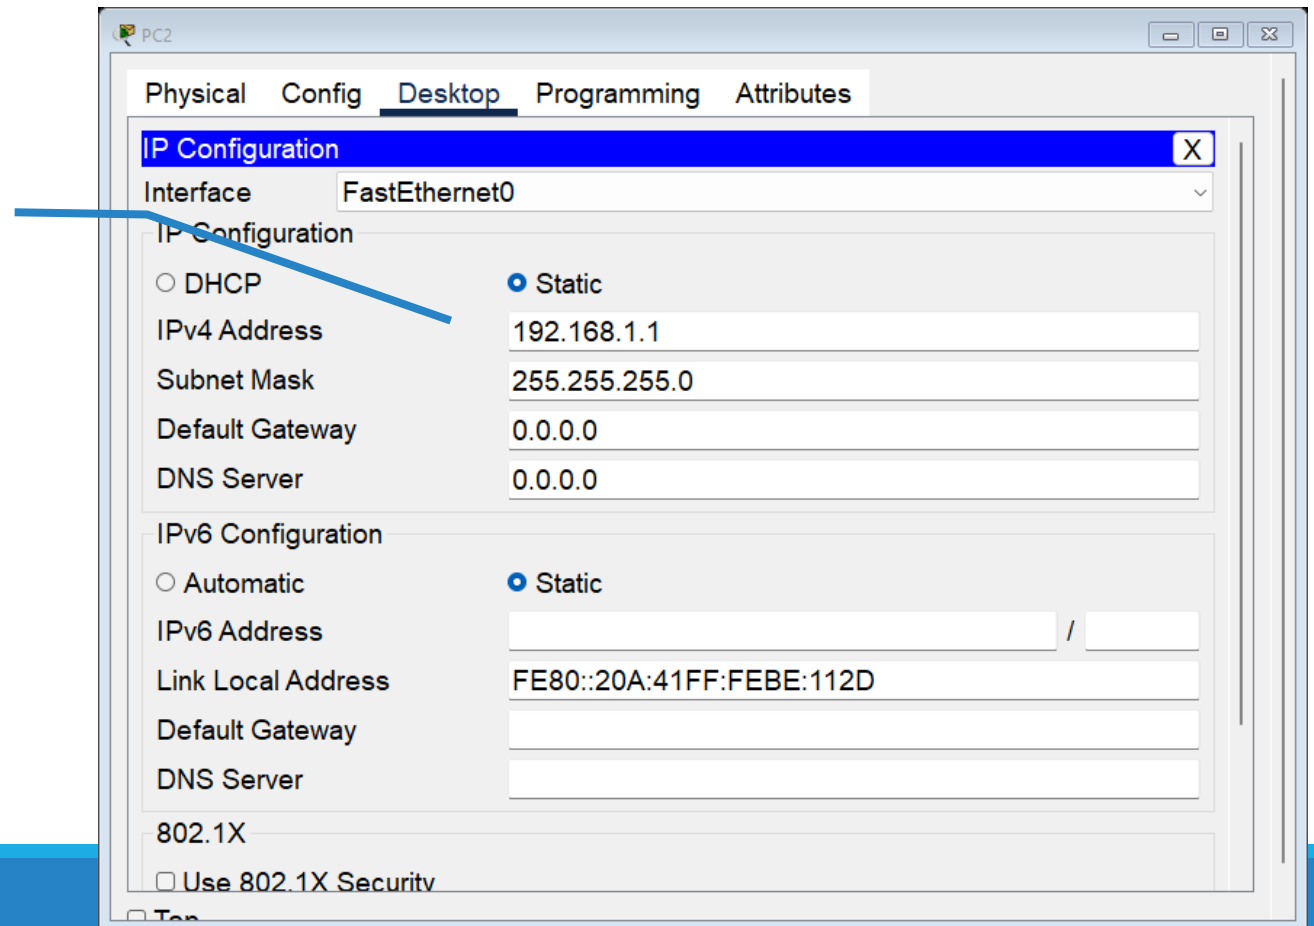 PC2
Physical Config Desktop Programming Attributes
IP Configuration X
Interface FastEthernet0
IP Configuration
DHCP Static
IPv4 Address 192.168.1.1
Subnet Mask 255.255.255.0
Default Gateway 0.0.0.0
DNS Server 0.0.0.0
IPv6 Configuration
Automatic Static
IPv6 Address /
Link Local Address FE80::20A:41FF:FEBE:112D
Default Gateway
DNS Server
802.1X
Use 802.1X Security
Top